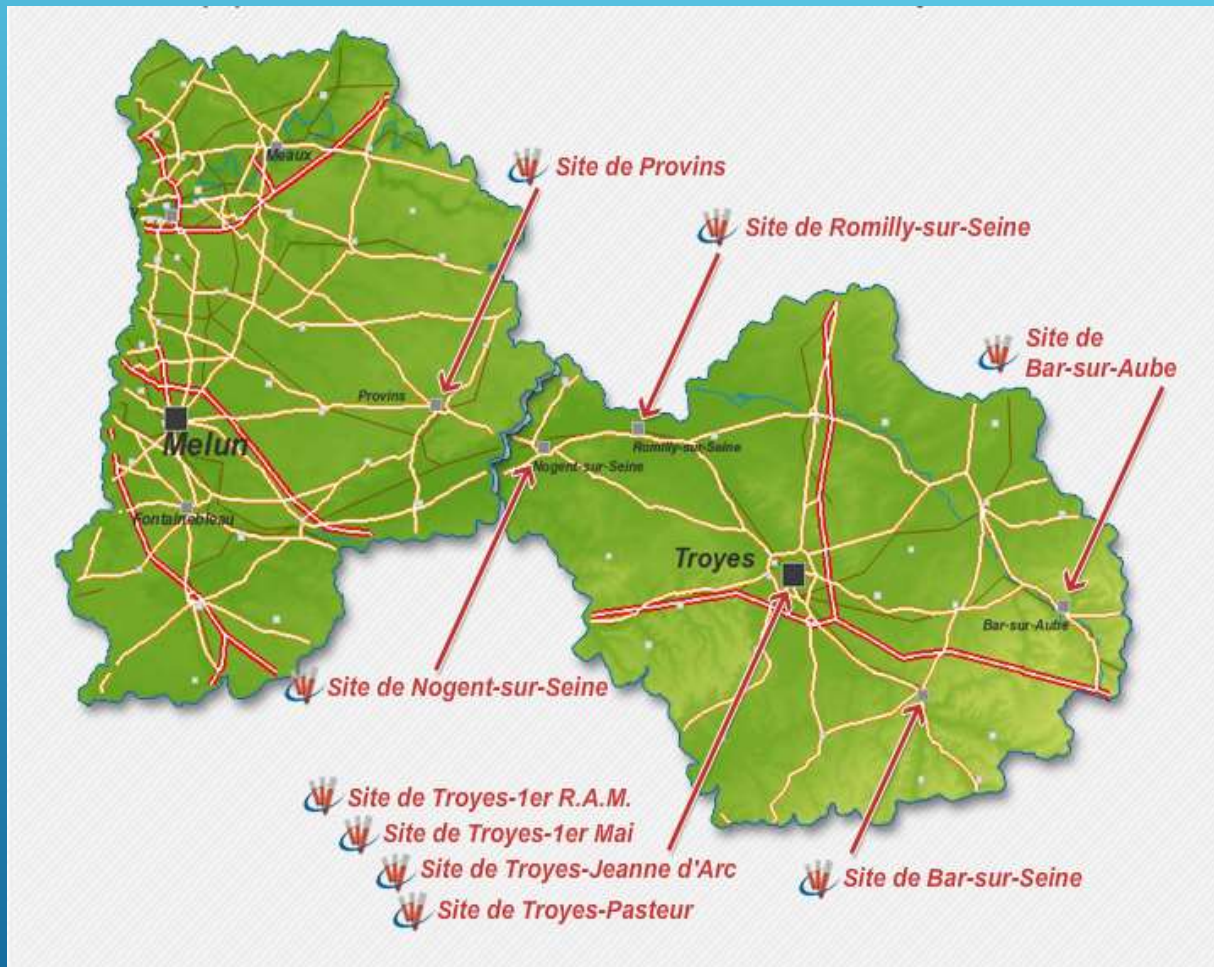 Meaux
Site de Provins
Site de Romilly-sur-Seine
Site de
Bar-sur-Aube
Provins
Melun
Romilly-sur-Seine
Nogent-sur-Seine
Fontainebleau
Troyes
Bar-sur-Aube
Site de Nogent-sur-Seine
Site de Troyes-1er R.A.M.
Site de Troyes-1er Mai
Site de Troyes-Jeanne d'Arc
Site de Bar-sur-Seine
Site de Troyes-Pasteur